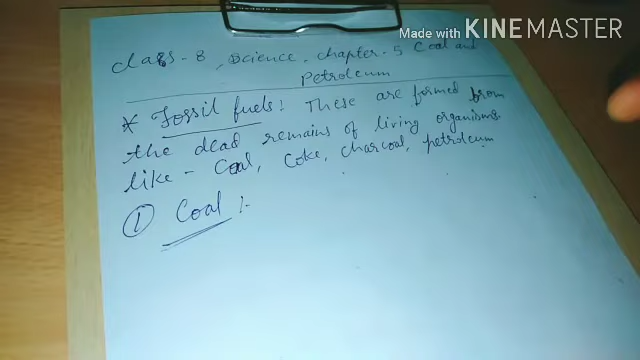 Made with KINEMASTER
Class - 8, Science, chapter - 5 Coal and
Petroleum
* Fossil fuels: These are formed from
the dead remains of living organisms
like - Coal, Coke, charcoal, petroleum
① Coal :-